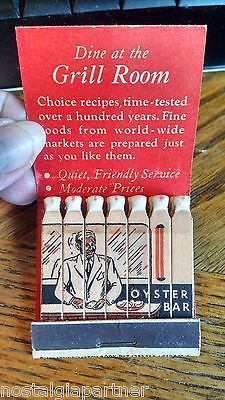 Dine at the
Grill Room
Choice recipes, time-tested
over a hundred years. Fine
foods from world-wide
markets are prepared just
as you like them.
• Quiet, Friendly Service
• Moderate Prices
OYSTER
BAR
nostalgiapartner